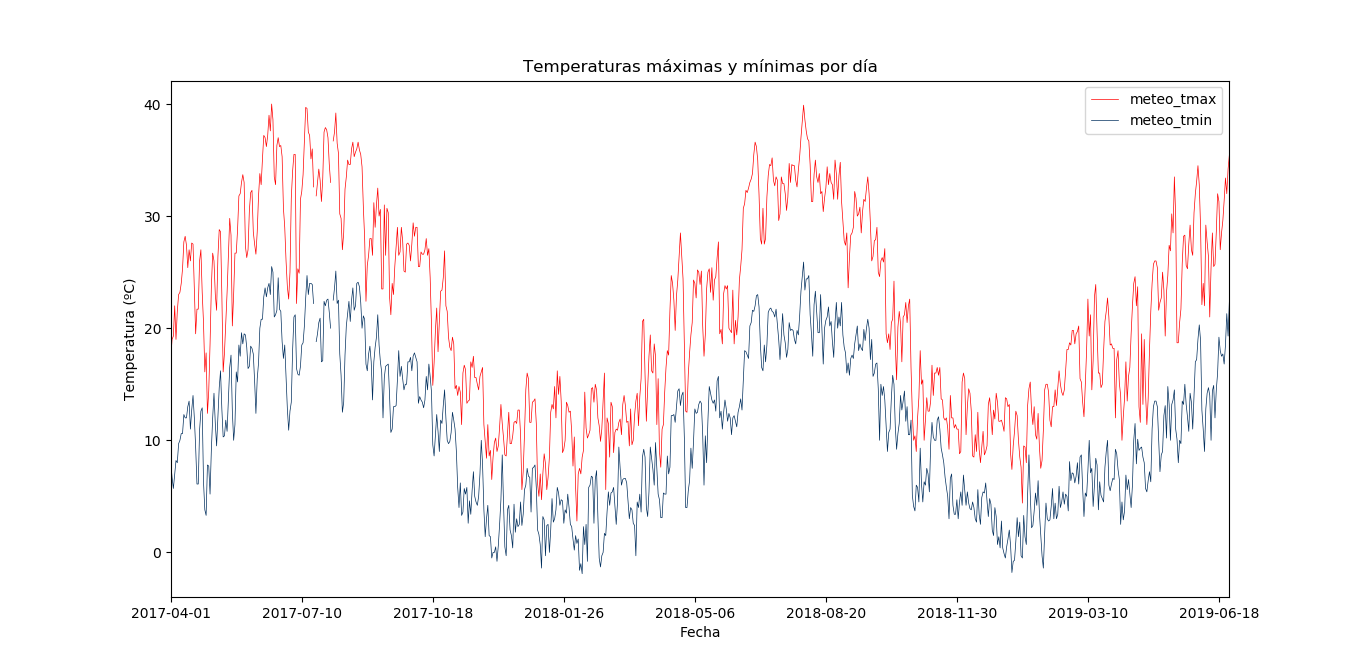 Temperaturas máximas y mínimas por día
meteo_tmax
meteo_tmin
Temperatura (ºC)
40
30
20
10
0
2017-04-01 2017-07-10 2017-10-18 2018-01-26 2018-05-06 2018-08-20 2018-11-30 2019-03-10 2019-06-18
Fecha